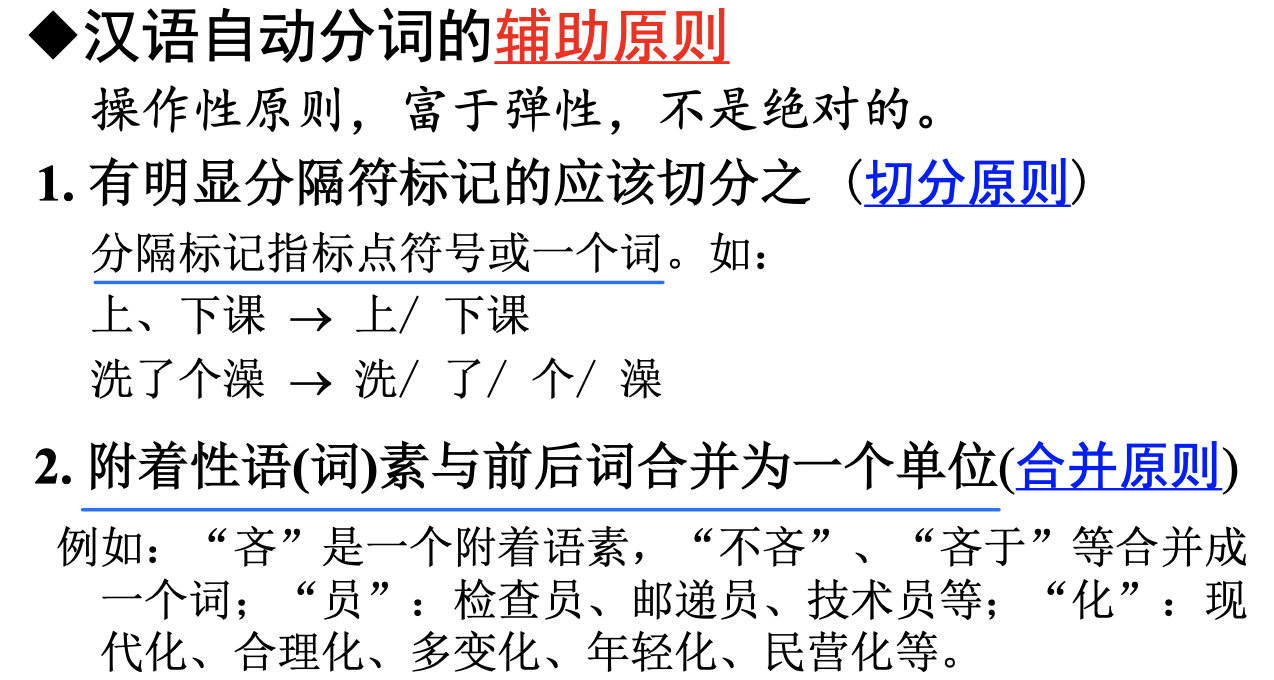 ◆汉语自动分词的辅助原则
操作性原则，富于弹性，不是绝对的。
1. 有明显分隔符标记的应该切分之（切分原则）
分隔标记指标点符号或一个词。如：
上、下课 → 上/ 下课
洗了个澡 → 洗/ 了/ 个/ 澡
2. 附着性语(词)素与前后词合并为一个单位(合并原则)
例如：“吝”是一个附着语素，“不吝”、“吝于”等合并成
一个词；“员”：检查员、邮递员、技术员等；“化”：现
代化、合理化、多变化、年轻化、民营化等。